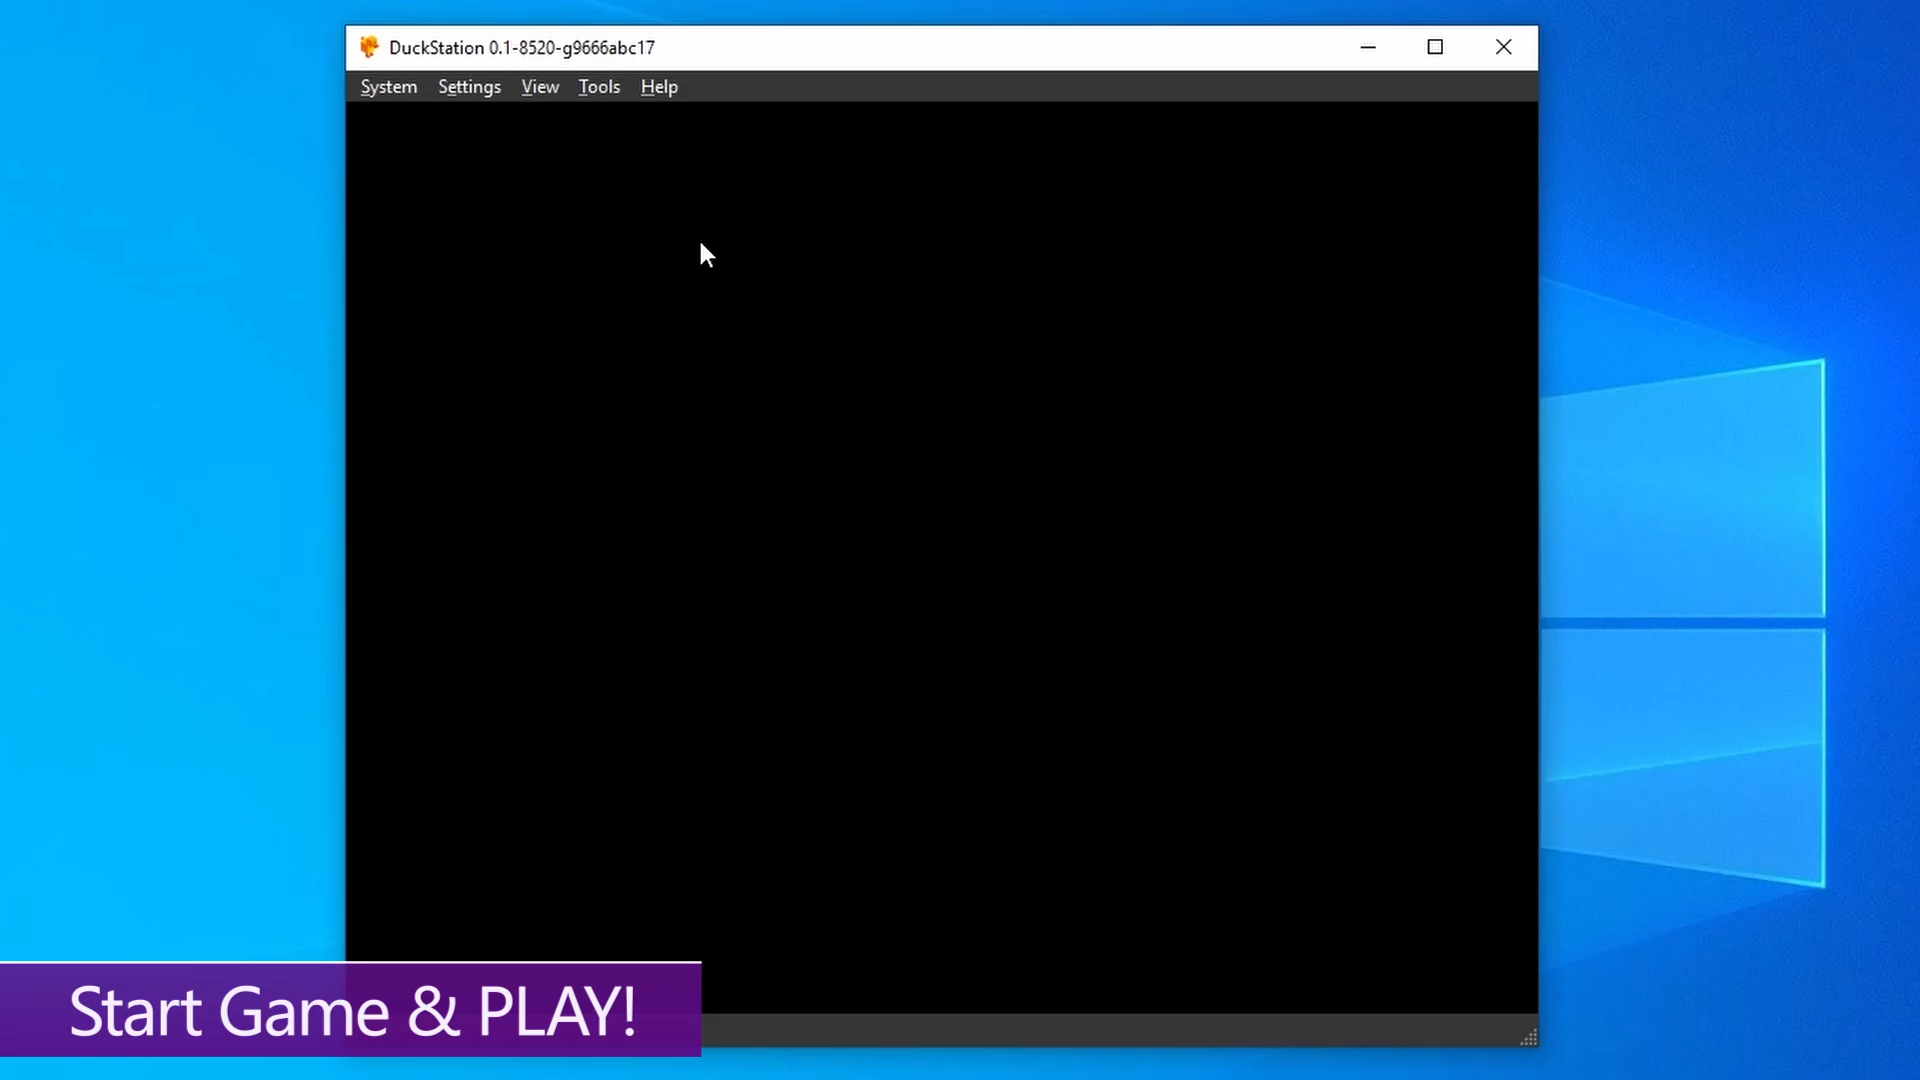 DuckStation 0.1-8520-g9666abc17
System Settings View Tools Help
Start Game & PLAY!